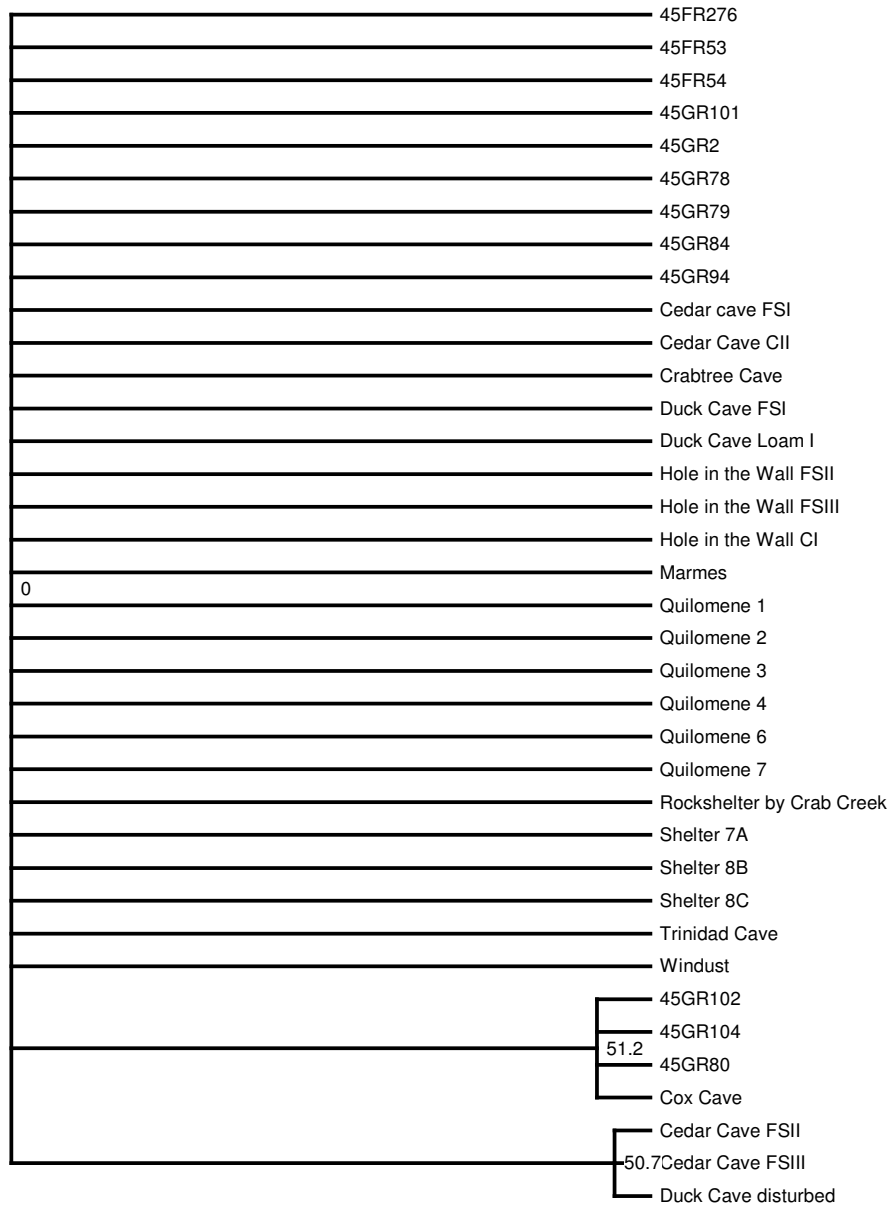 45FR276
45FR53
45FR54
45GR101
45GR2
45GR78
45GR79
45GR84
45GR94
Cedar cave FSI
Cedar Cave CII
Crabtree Cave
Duck Cave FSI
Duck Cave Loam I
Hole in the Wall FSII
Hole in the Wall FSIII
Hole in the Wall CI
Marmes
0
Quilomene 1
Quilomene 2
Quilomene 3
Quilomene 4
Quilomene 6
Quilomene 7
Rockshelter by Crab Creek
Shelter 7A
Shelter 8B
Shelter 8C
Trinidad Cave
Windust
45GR102
45GR104
51.2
45GR80
Cox Cave
Cedar Cave FSII
50.7 Cedar Cave FSIII
Duck Cave disturbed